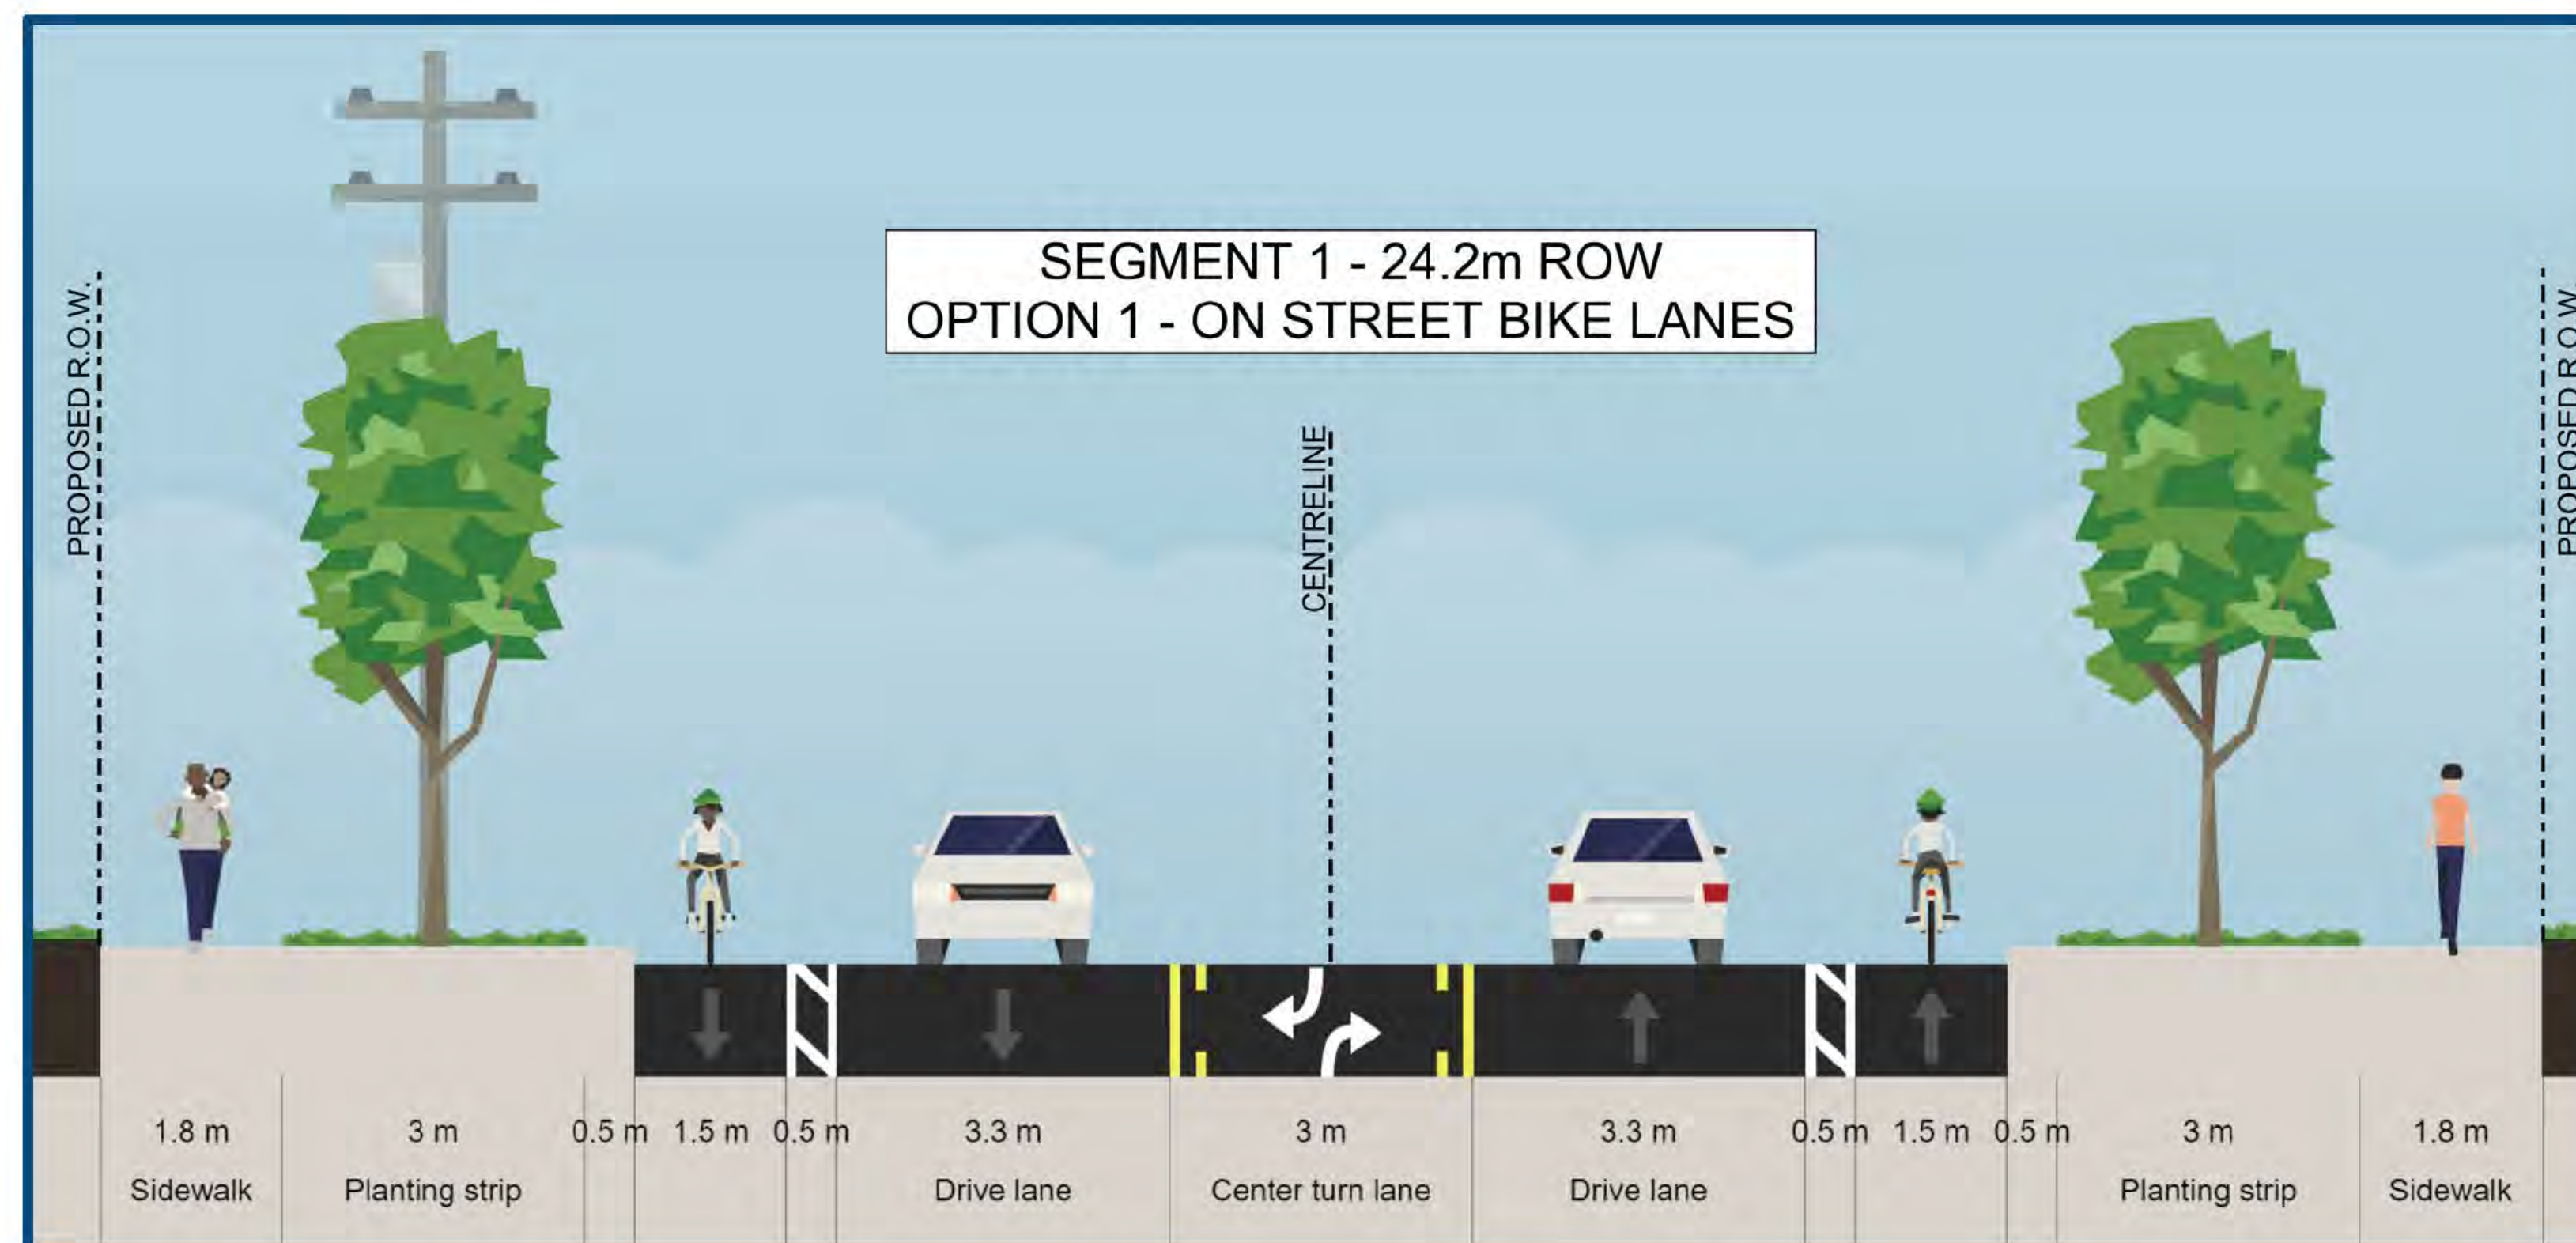 SEGMENT 1 - 24.2m ROW
OPTION 1 - ON STREET BIKE LANES
PROPOSED R.O.W.
CENTRELINE
PROPOSED R.O.W.
1.8 m 3 m 0.5 m 1.5 m 0.5 m 3.3 m 3 m 3.3 m 0.5 m 1.5 m 0.5 m 3 m 1.8 m
Sidewalk Planting strip Drive lane Center turn lane Drive lane Planting strip Sidewalk